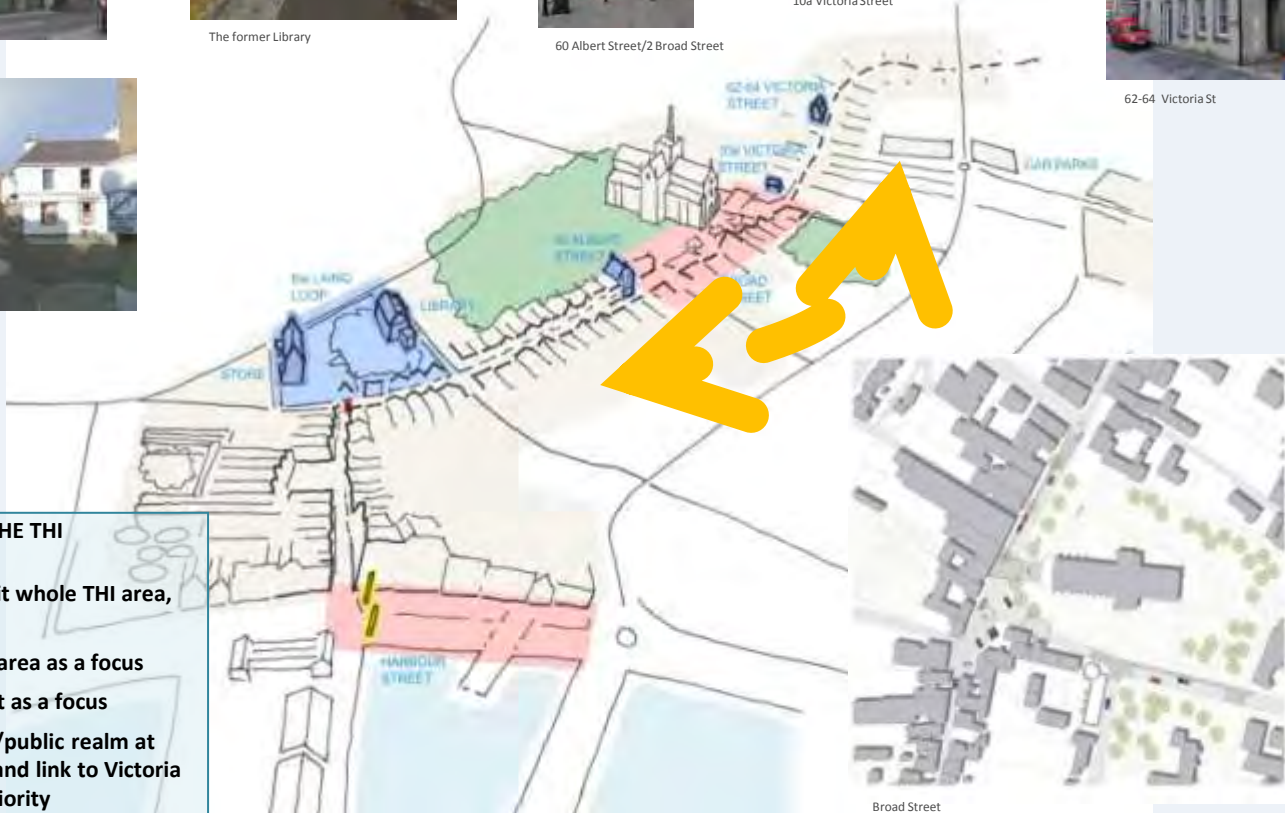 10a Victoria Street
The former Library
60 Albert Street/2 Broad Street
62-64 Victoria St
62-64 VICTORIA
STREET
VICTORIA
STREET
CAR PARKS
ALBERT
STREET
LAING
LOOP
LIBRARY
STORE
HE THI
it whole THI area,
area as a focus
t as a focus
/public realm at
and link to Victoria
iority
HARBOUR
STREET
Broad Street